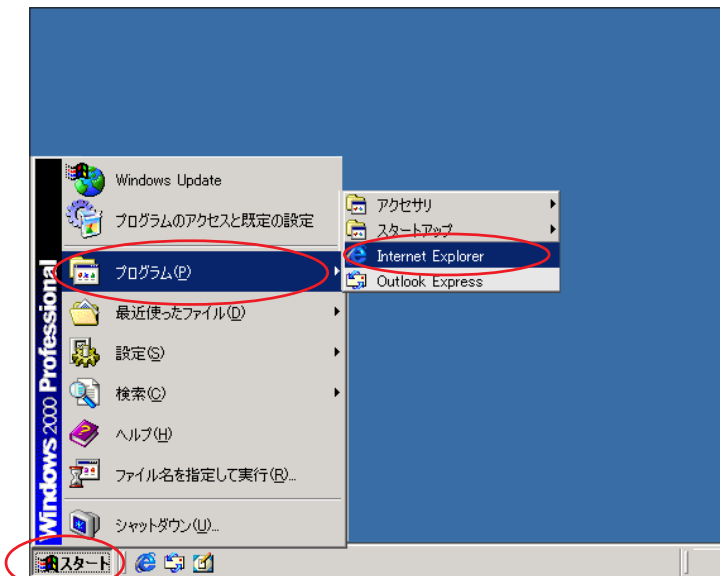 Windows Update
プログラムのアクセスと既定の設定
プログラム(P)
最近使ったファイル(D)
設定(S)
検索(C)
ヘルプ(H)
ファイル名を指定して実行(R)...
シャットダウン(U)...
Windows 2000 Professional
アクセサリ
スタートアップ
Internet Explorer
Outlook Express
スタート